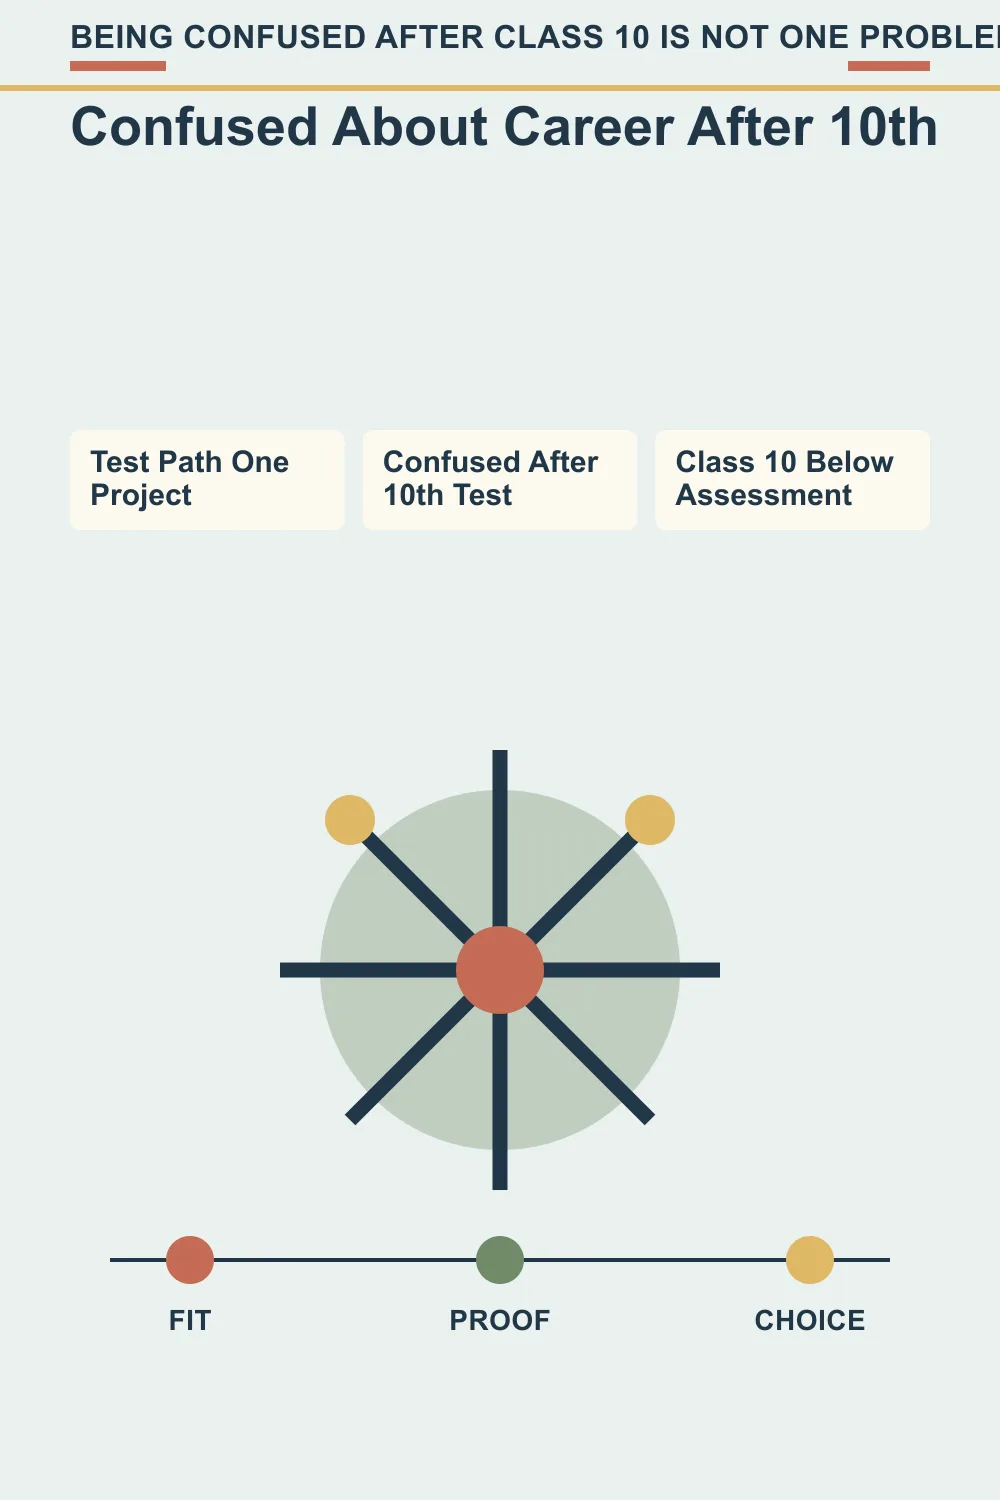 BEING CONFUSED AFTER CLASS 10 IS NOT ONE
Confused About Career After 10th
Test Path One
Project
Confused After
10th Test
Class 10 Below
Assessment
FIT
PROOF
CHOICE